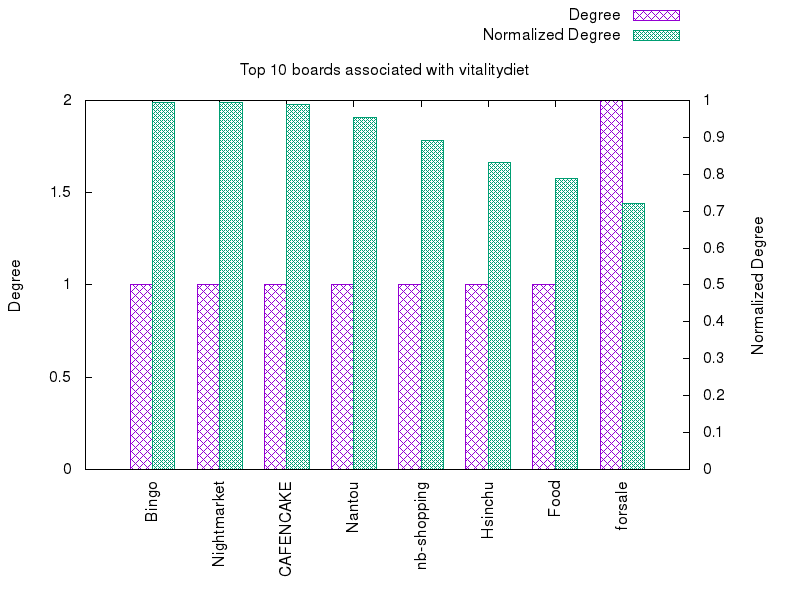 Degree
Normalized Degree
Top 10 boards associated with vitalitydiet
2
1.5
1
0.5
0
1
0.9
0.8
0.7
0.6
0.5
0.4
0.3
0.2
0.1
0
Degree
Normalized Degree
Bingo
Nightmarket
CAFENCAKE
Nantou
nb-shopping
Hsinchu
Food
forsale